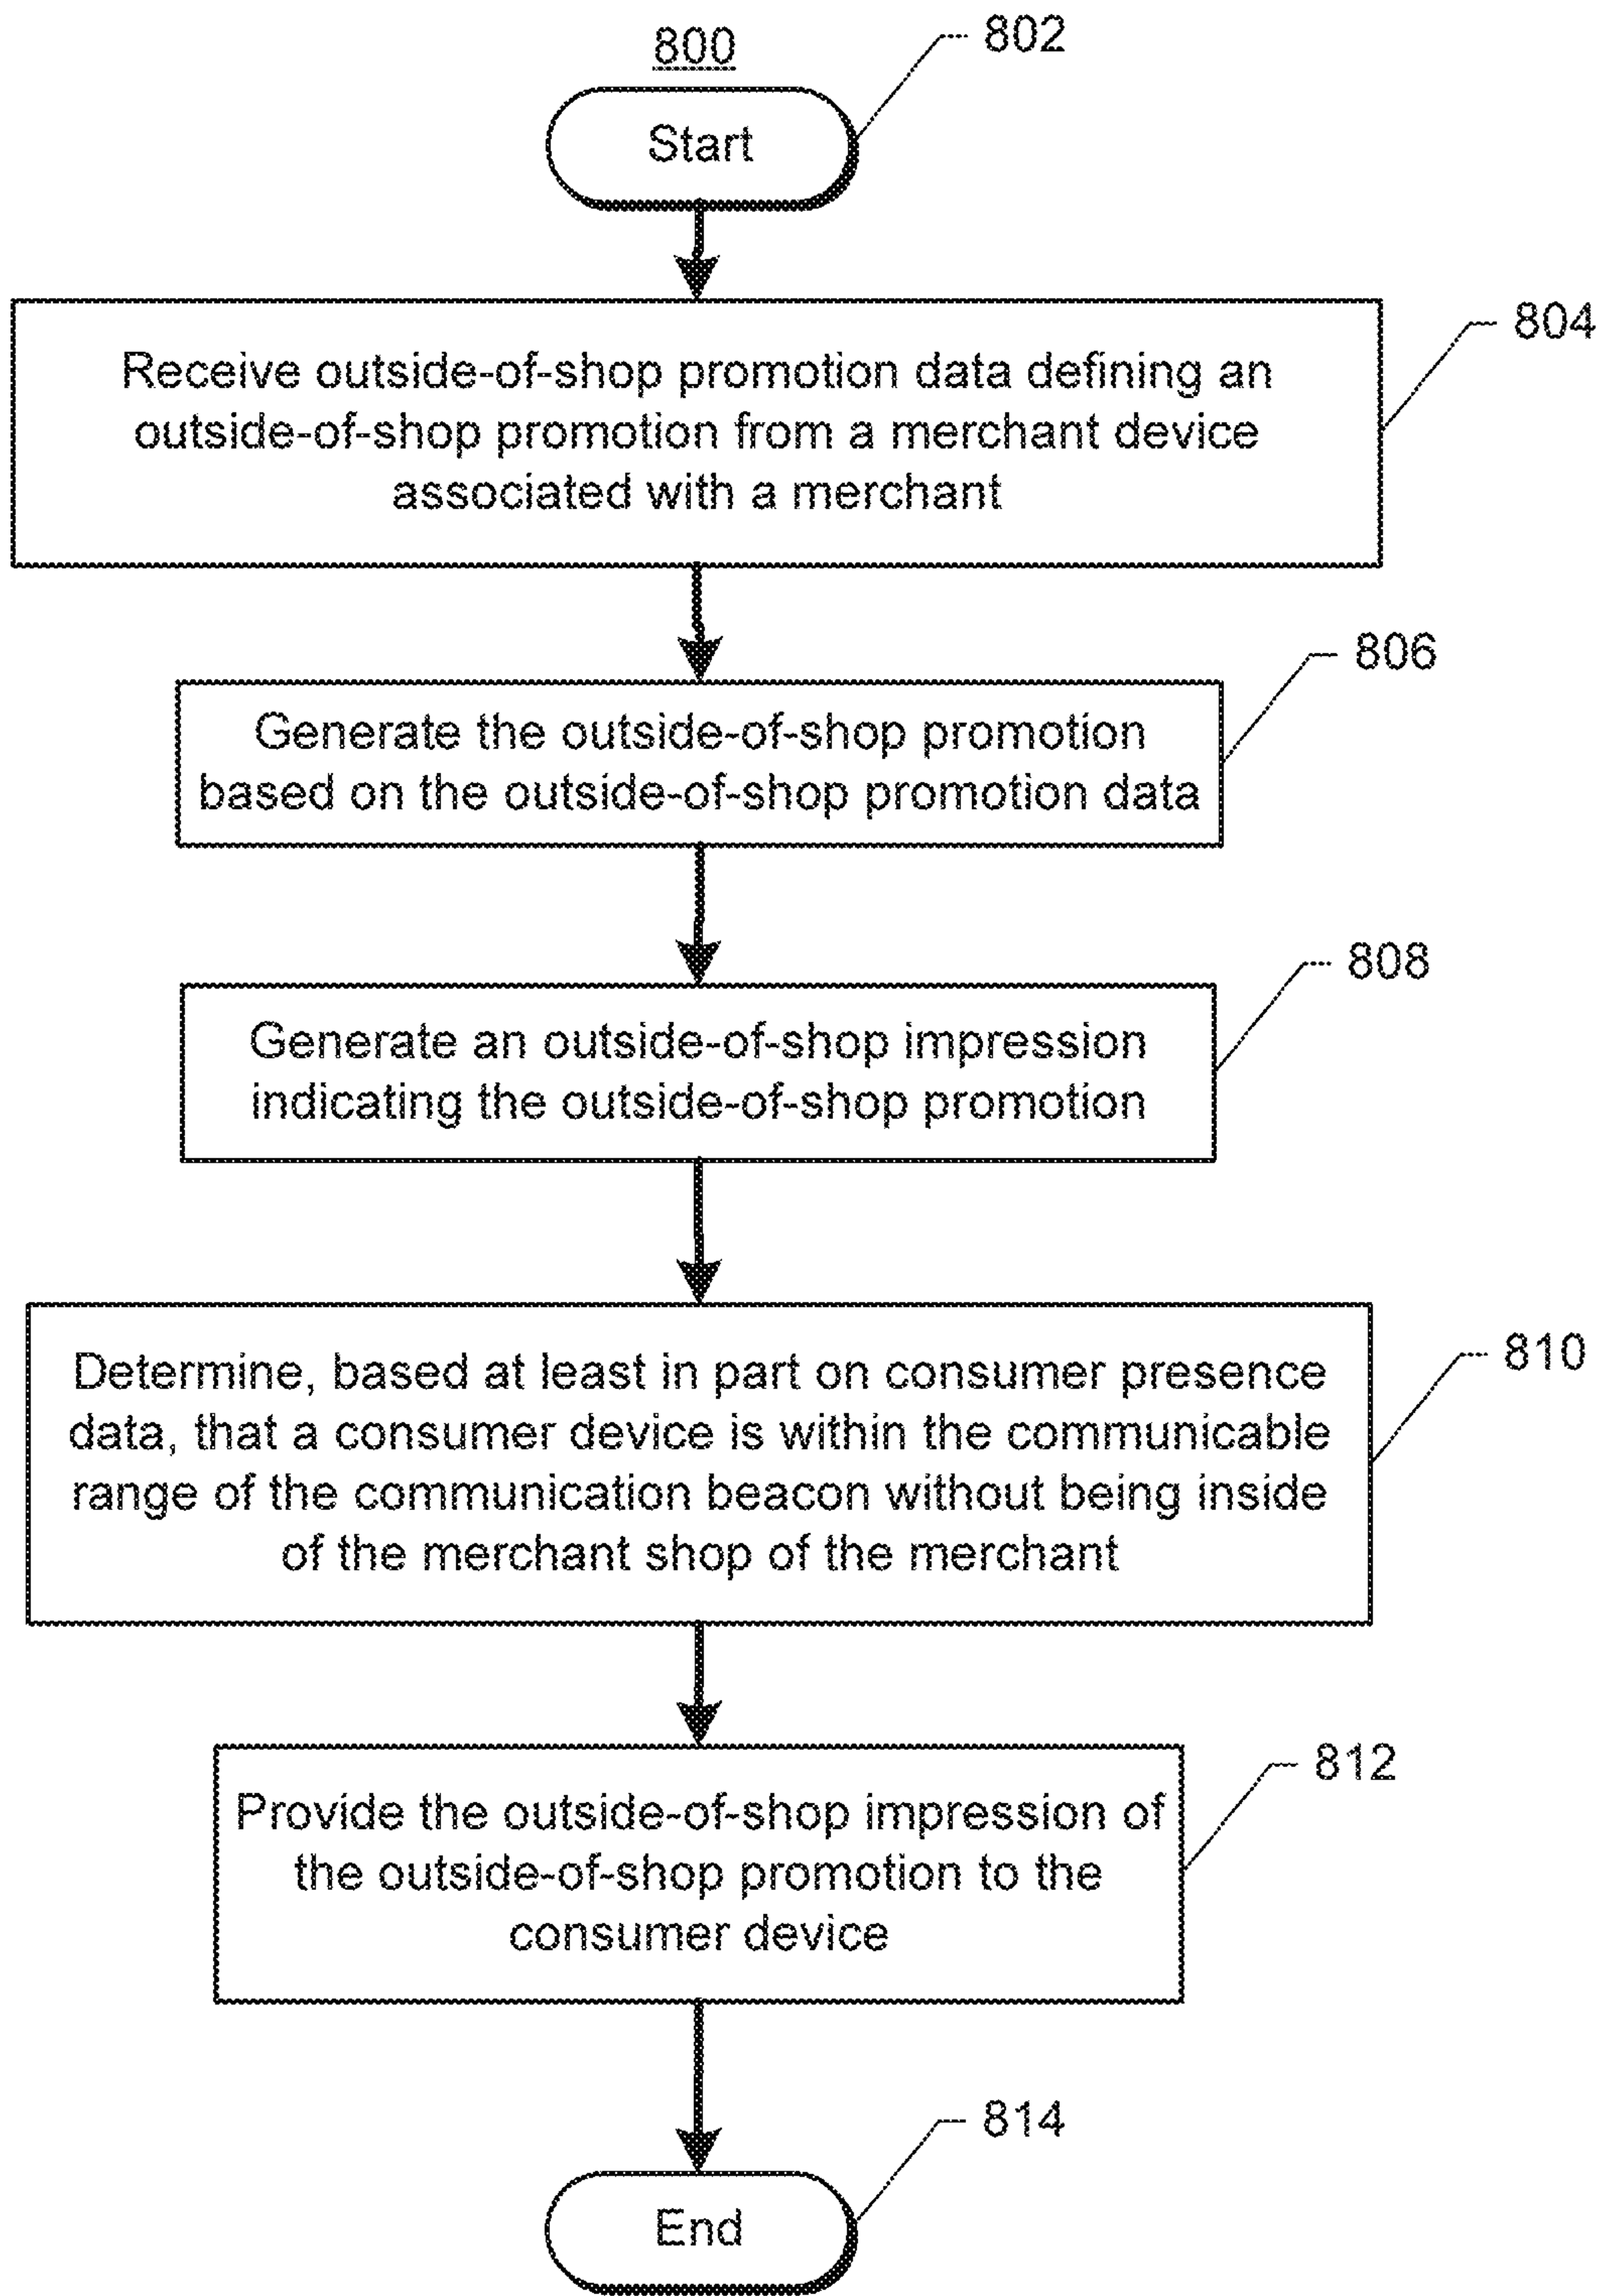 800
802
Start
804
Receive outside-of-shop promotion data defining an
outside-of-shop promotion from a merchant device
associated with a merchant
806
Generate the outside-of-shop promotion
based on the outside-of-shop promotion data
808
Generate an outside-of-shop impression
indicating the outside-of-shop promotion
810
Determine, based at least in part on consumer presence
data, that a consumer device is within the communicable
range of the communication beacon without being inside
of the merchant shop of the merchant
812
Provide the outside-of-shop impression of
the outside-of-shop promotion to the
consumer device
814
End